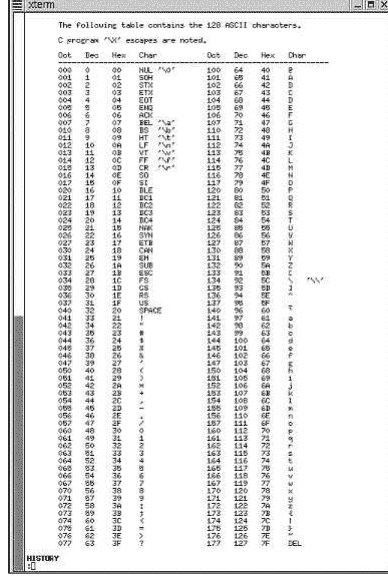 xterm
The following table contains the 128 ASCII characters.
C program '\X' escapes are noted.
Oct Dec Hex Char Oct Dec Hex Char
000 0 00 NUL '\0' 100 64 40 @
001 1 01 SOH 101 65 41 A
002 2 02 STX 102 66 42 B
003 3 03 ETX 103 67 43 C
004 4 04 EOT 104 68 44 D
005 5 05 ENQ 105 69 45 E
006 6 06 ACK 106 70 46 F
007 7 07 BEL '\a' 107 71 47 G
010 8 08 BS '\b' 110 72 48 H
011 9 09 HT '\t' 111 73 49 I
012 10 0A LF '\n' 112 74 4A J
013 11 0B VT '\v' 113 75 4B K
014 12 0C FF '\f' 114 76 4C L
015 13 0D CR '\r' 115 77 4D M
016 14 0E SO 116 78 4E N
017 15 0F SI 117 79 4F O
020 16 10 DLE 120 80 50 P
021 17 11 DC1 121 81 51 Q
022 18 12 DC2 122 82 52 R
023 19 13 DC3 123 83 53 S
024 20 14 DC4 124 84 54 T
025 21 15 NAK 125 85 55 U
026 22 16 SYN 126 86 56 V
027 23 17 ETB 127 87 57 W
030 24 18 CAN 130 88 58 X
031 25 19 EM 131 89 59 Y
032 26 1A SUB 132 90 5A Z
033 27 1B ESC 133 91 5B [
034 28 1C FS 134 92 5C \ '\\'
035 29 1D GS 135 93 5D ]
036 30 1E RS 136 94 5E ^
037 31 1F US 137 95 5F _
040 32 20 SPACE 140 96 60 `
041 33 21 ! 141 97 61 a
042 34 22 " 142 98 62 b
043 35 23 # 143 99 63 c
044 36 24 $ 144 100 64 d
045 37 25 % 145 101 65 e
046 38 26 & 146 102 66 f
047 39 27 ' 147 103 67 g
050 40 28 ( 150 104 68 h
051 41 29 ) 151 105 69 i
052 42 2A * 152 106 6A j
053 43 2B + 153 107 6B k
054 44 2C , 154 108 6C l
055 45 2D - 155 109 6D m
056 46 2E . 156 110 6E n
057 47 2F / 157 111 6F o
060 48 30 0 160 112 70 p
061 49 31 1 161 113 71 q
062 50 32 2 162 114 72 r
063 51 33 3 163 115 73 s
064 52 34 4 164 116 74 t
065 53 35 5 165 117 75 u
066 54 36 6 166 118 76 v
067 55 37 7 167 119 77 w
070 56 38 8 170 120 78 x
071 57 39 9 171 121 79 y
072 58 3A : 172 122 7A z
073 59 3B ; 173 123 7B {
074 60 3C < 174 124 7C |
075 61 3D = 175 125 7D }
076 62 3E > 176 126 7E ~
077 63 3F ? 177 127 7F DEL
HISTORY
: